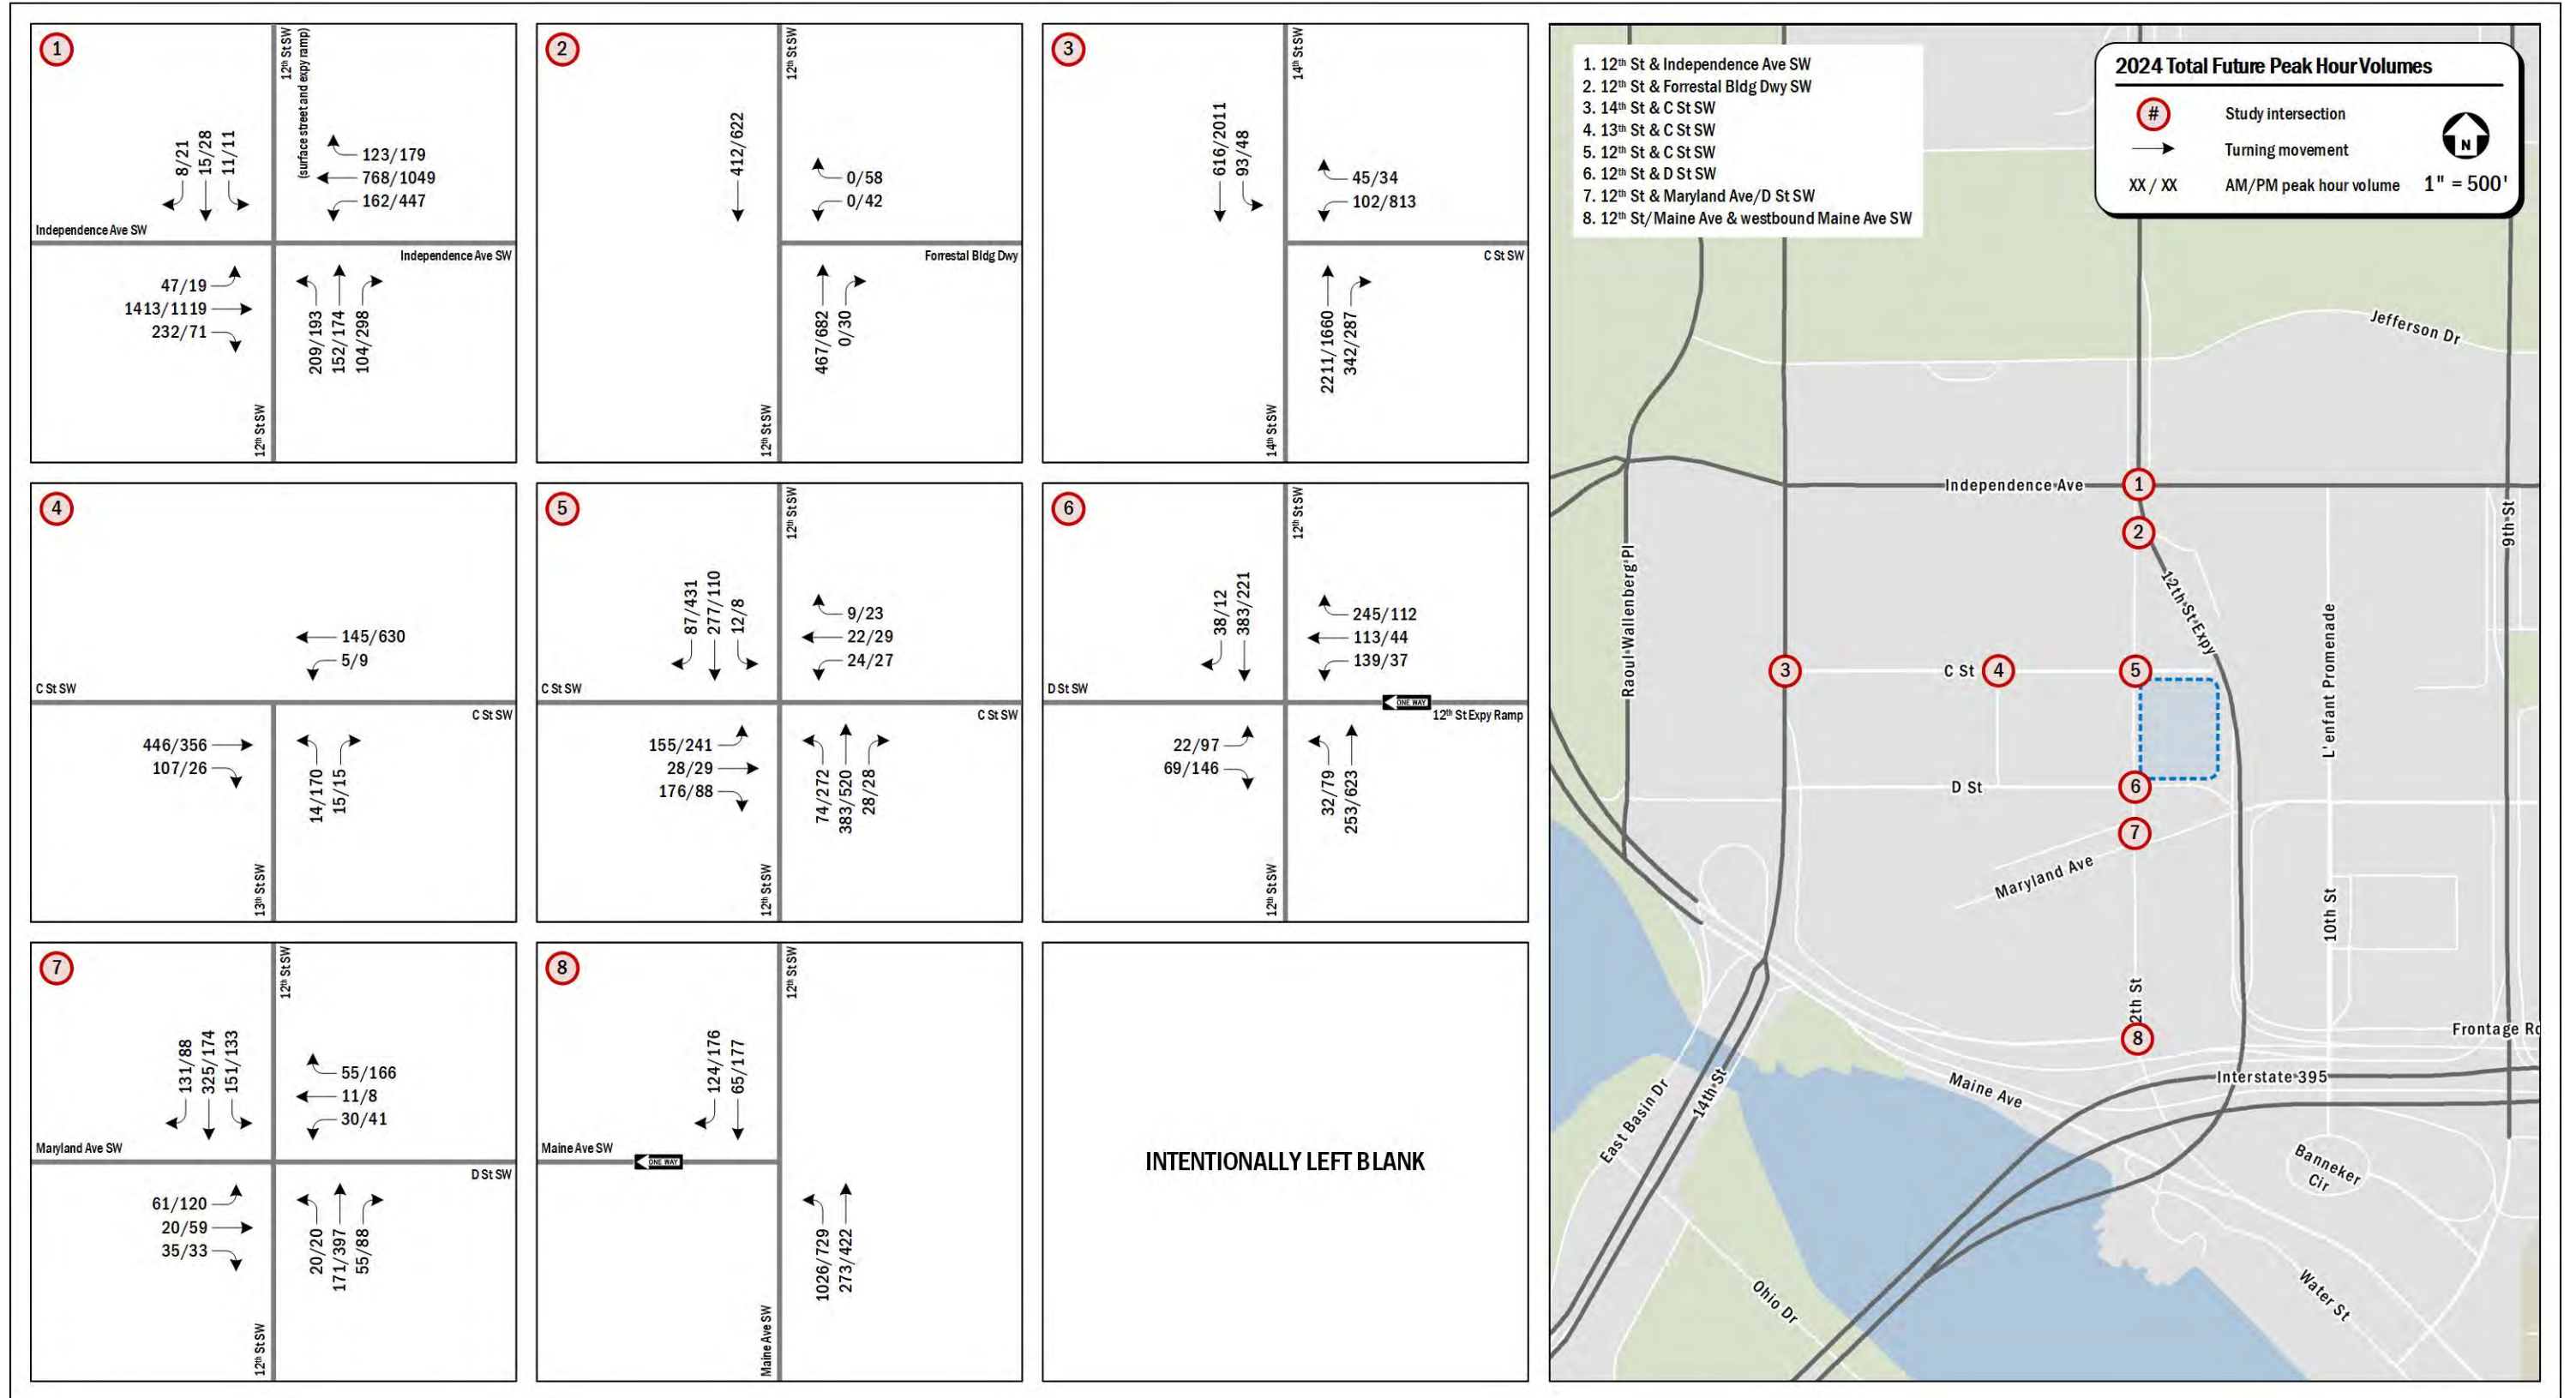 1
12th St SW
(surface street and expy ramp)
8/21
15/28
11/11
123/179
768/1049
162/447
Independence Ave SW
Independence Ave SW
47/19
1413/1119
232/71
209/193
152/174
104/298
12th St SW
2
12th St SW
412/622
0/58
0/42
Forrestal Bldg Dwy
467/682
0/30
12th St SW
3
14th St SW
616/2011
93/48
45/34
102/813
C St SW
2211/1660
342/287
14th St SW
4
145/630
5/9
C St SW
C St SW
446/356
107/26
14/170
15/15
13th St SW
5
12th St SW
87/431
277/110
12/8
9/23
22/29
24/27
C St SW
C St SW
155/241
28/29
176/88
74/272
383/520
28/28
12th St SW
6
12th St SW
38/12
383/221
245/112
113/44
139/37
D St SW
ONE WAY
12th St Expy Ramp
22/97
69/146
32/79
253/623
12th St SW
7
12th St SW
131/88
325/174
151/133
55/166
11/8
30/41
Maryland Ave SW
D St SW
61/120
20/59
35/33
20/20
171/397
55/88
12th St SW
8
12th St SW
124/176
65/177
Maine Ave SW
ONE WAY
1026/729
273/422
Maine Ave SW
INTENTIONALLY LEFT BLANK
1. 12th St & Independence Ave SW
2. 12th St & Forrestal Bldg Dwy SW
3. 14th St & C St SW
4. 13th St & C St SW
5. 12th St & C St SW
6. 12th St & D St SW
7. 12th St & Maryland Ave/D St SW
8. 12th St/Maine Ave & westbound Maine Ave SW
2024 Total Future Peak Hour Volumes
# Study intersection
Turning movement
XX / XX AM/PM peak hour volume
N
1" = 500'
Jefferson Dr
Independence Ave
1
2
9th St
Raoul Wallenberg Pl
12th St Expy
L'enfant Promenade
3
C St
4
5
D St
6
7
Maryland Ave
10th St
2th St
8
Frontage Rd
Interstate 395
Maine Ave
14th St
East Basin Dr
Banneker
Cir
Water St
Ohio Dr